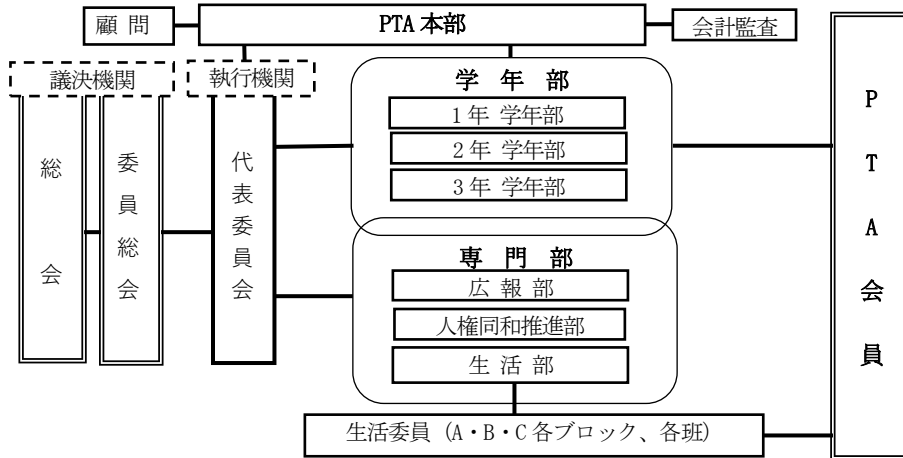 顧 問
PTA 本部
会計監査
議決機関
執行機関
総会
委員総会
代表委員会
学 年 部
1 年 学年部
2 年 学年部
3 年 学年部
専 門 部
広 報 部
人権同和推進部
生 活 部
生活委員（A・B・C 各ブロック、各班）
PTA会員